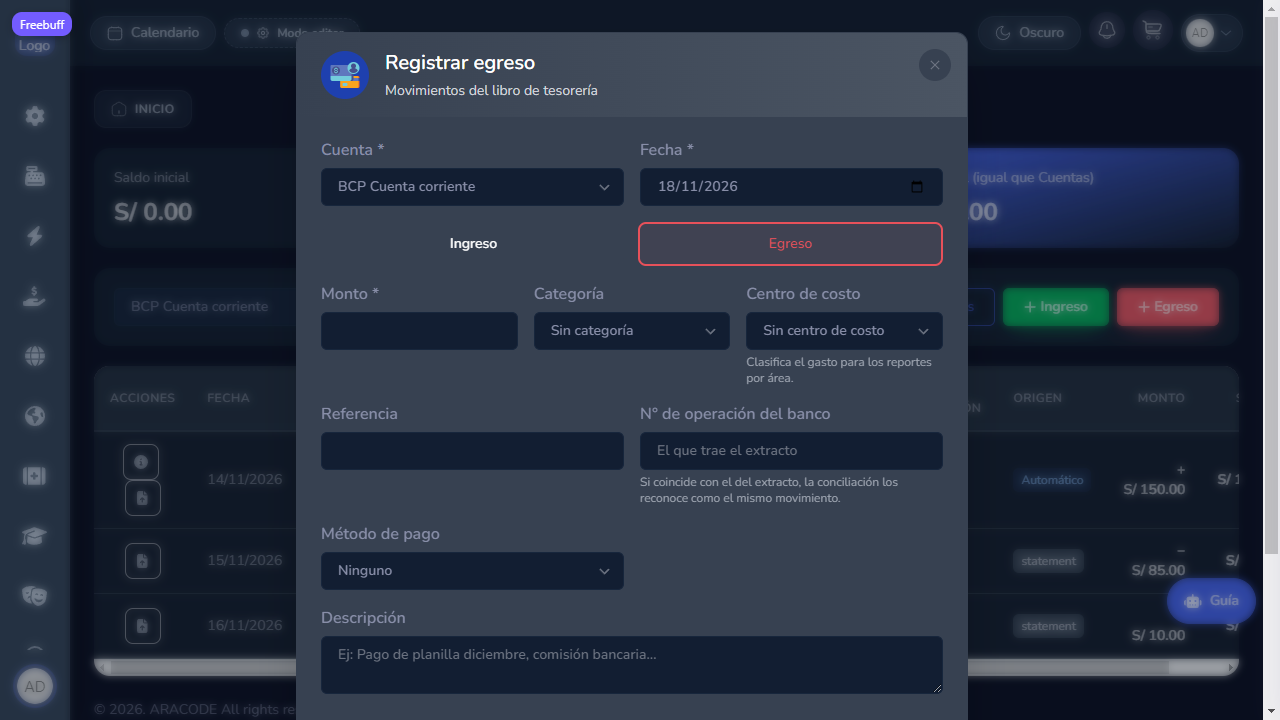 Freebuff
Logo
Calendario
Modo editor
Oscuro
AD
INICIO
Saldo inicial
S/ 0.00
(igual que Cuentas)
.00
BCP Cuenta corriente
+ Ingreso
+ Egreso
ACCIONES
FECHA
ORIGEN
MONTO
14/11/2026
Automático
+
S/ 150.00
15/11/2026
statement
−
S/ 85.00
S/
16/11/2026
statement
S/ 10.00
S/
Guía
AD
© 2026. ARACODE All rights re
Registrar egreso
Movimientos del libro de tesorería
Cuenta *
Fecha *
BCP Cuenta corriente
18/11/2026
Ingreso
Egreso
Monto *
Categoría
Centro de costo
Sin categoría
Sin centro de costo
Clasifica el gasto para los reportes
por área.
Referencia
N° de operación del banco
El que trae el extracto
Si coincide con el del extracto, la conciliación los
reconoce como el mismo movimiento.
Método de pago
Ninguno
Descripción
Ej: Pago de planilla diciembre, comisión bancaria...